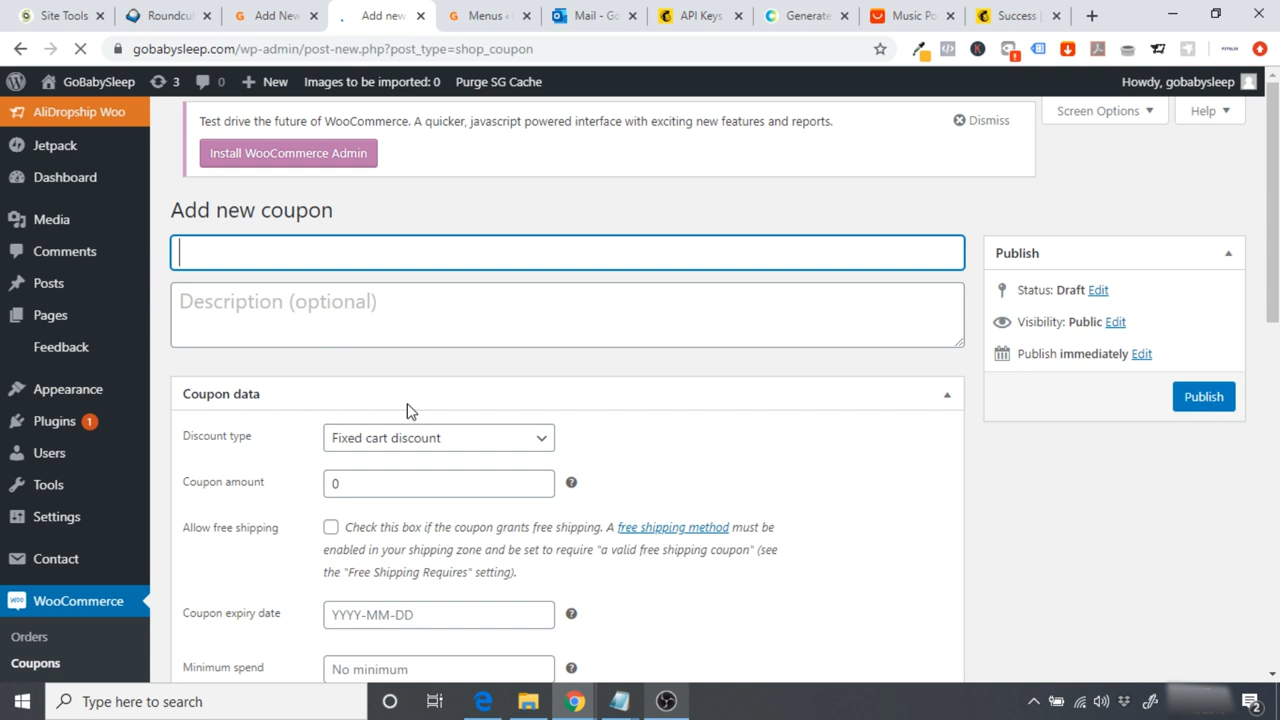 Site Tools
Roundcu
Add New
Add new
Menus ‹
Mail - Go
API Keys
Generate
Music Po
Success |
gobabysleep.com/wp-admin/post-new.php?post_type=shop_coupon
GoBabySleep
3
0
New
Images to be imported: 0
Purge SG Cache
Howdy, gobabysleep
AliDropship Woo
Jetpack
Dashboard
Media
Comments
Posts
Pages
Feedback
Appearance
Plugins 1
Users
Tools
Settings
Contact
WooCommerce
Orders
Coupons
Test drive the future of WooCommerce. A quicker, javascript powered interface with exciting new features and reports.
Dismiss
Install WooCommerce Admin
Screen Options
Help
Add new coupon
Description (optional)
Coupon data
Discount type
Fixed cart discount
Coupon amount
0
Allow free shipping
Check this box if the coupon grants free shipping. A free shipping method must be
enabled in your shipping zone and be set to require "a valid free shipping coupon" (see
the "Free Shipping Requires" setting).
Coupon expiry date
YYYY-MM-DD
Minimum spend
No minimum
Publish
Status: Draft Edit
Visibility: Public Edit
Publish immediately Edit
Publish
Type here to search
2